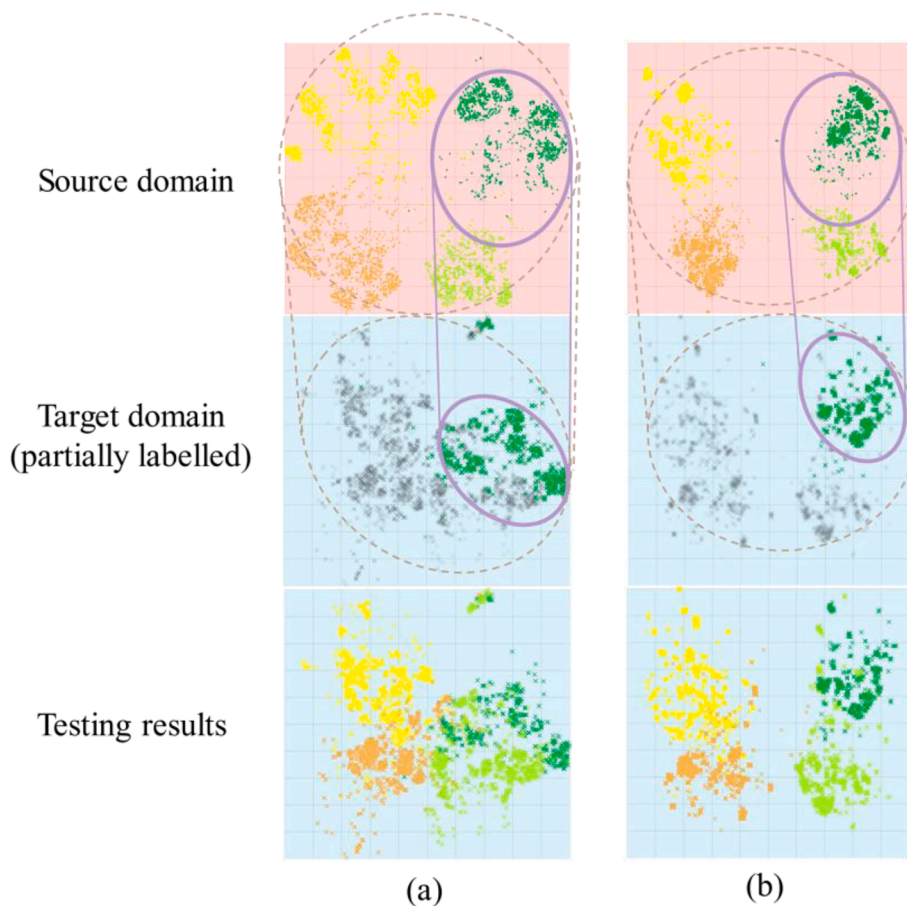 Source domain
Target domain
(partially labelled)
Testing results
(a)
(b)